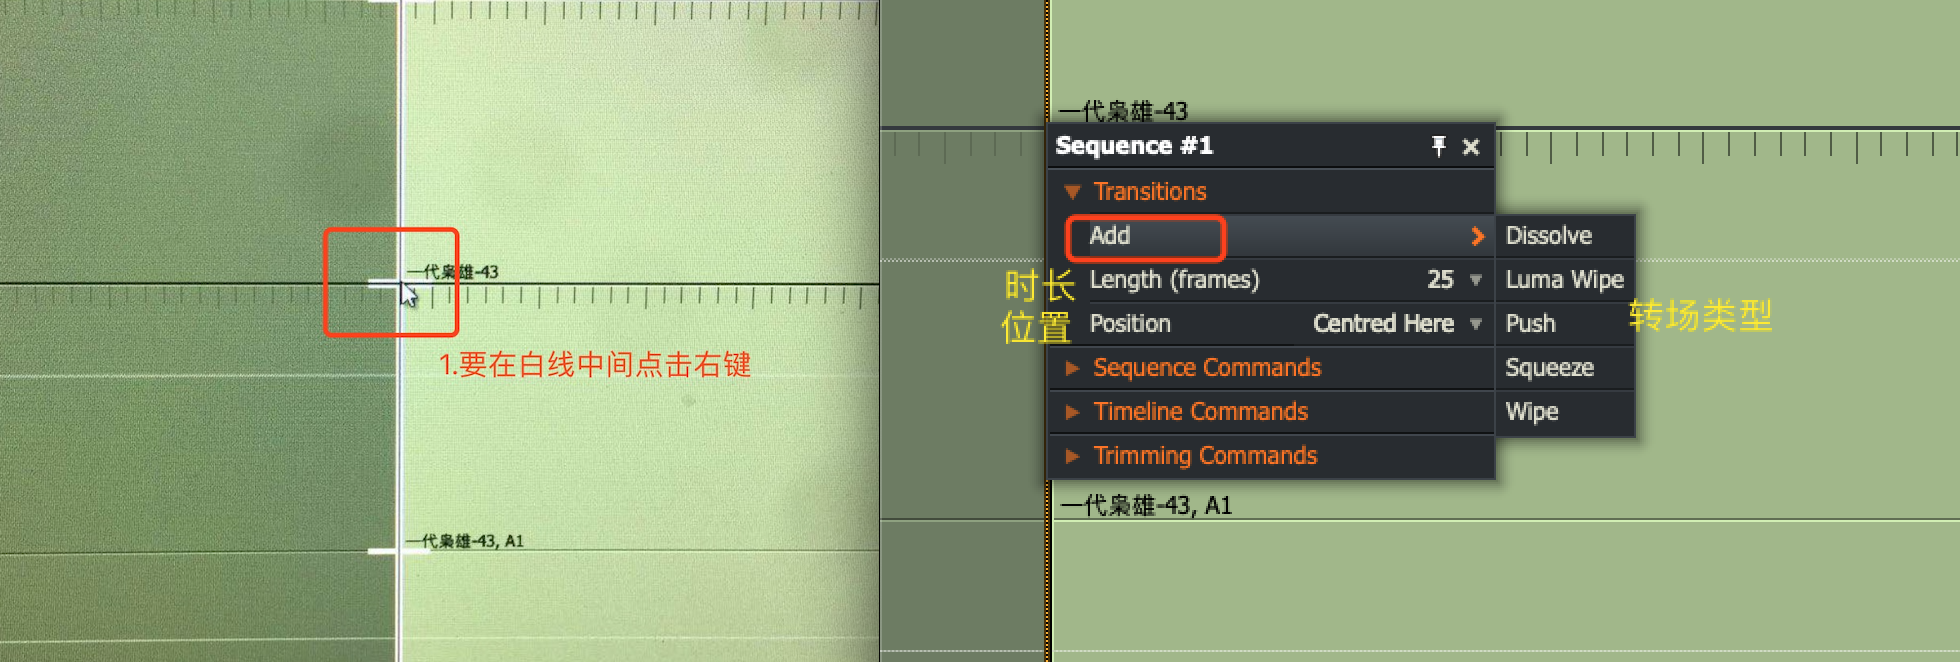 一代枭雄-43
1.要在白线中间点击右键
一代枭雄-43, A1
一代枭雄-43
Sequence #1
Transitions
Add
Dissolve
时长
Length (frames) 25
Luma Wipe
位置
Position Centred Here
Push
转场类型
Sequence Commands
Squeeze
Timeline Commands
Wipe
Trimming Commands
一代枭雄-43, A1